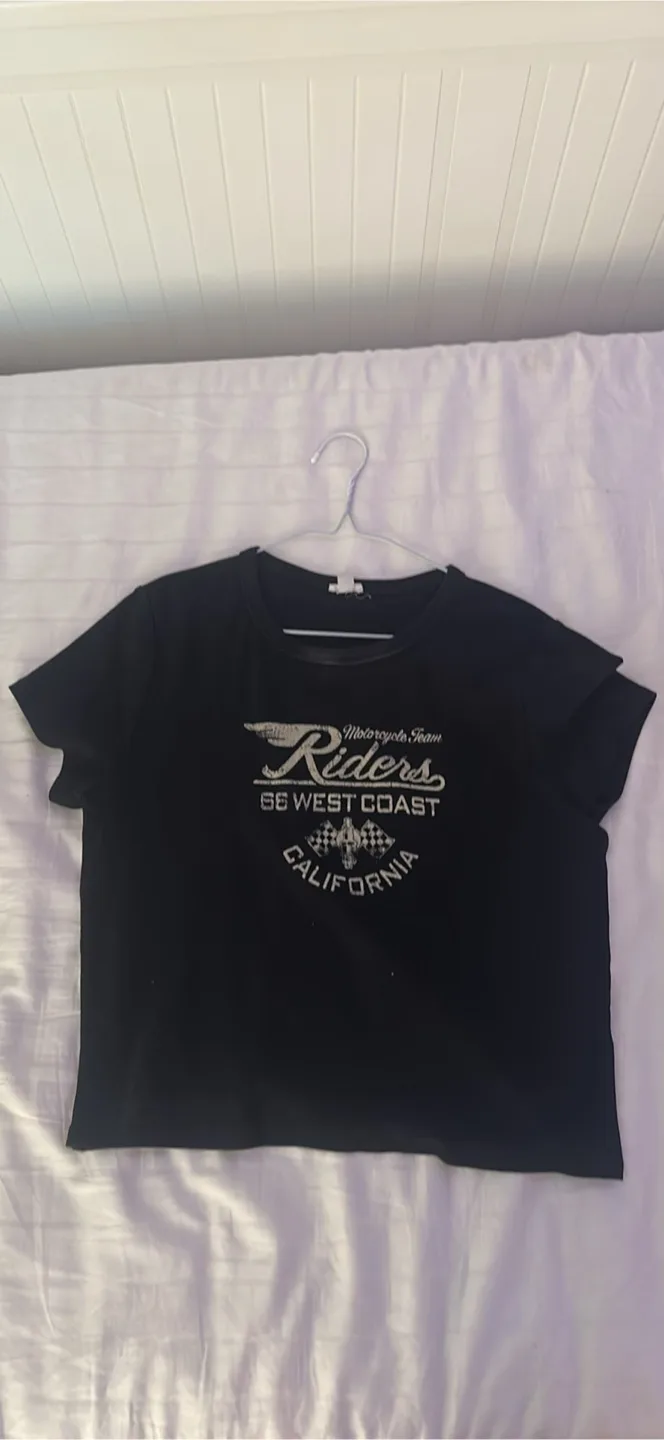 Motorcycle Team
Riders
66 WEST COAST
CALIFORNIA